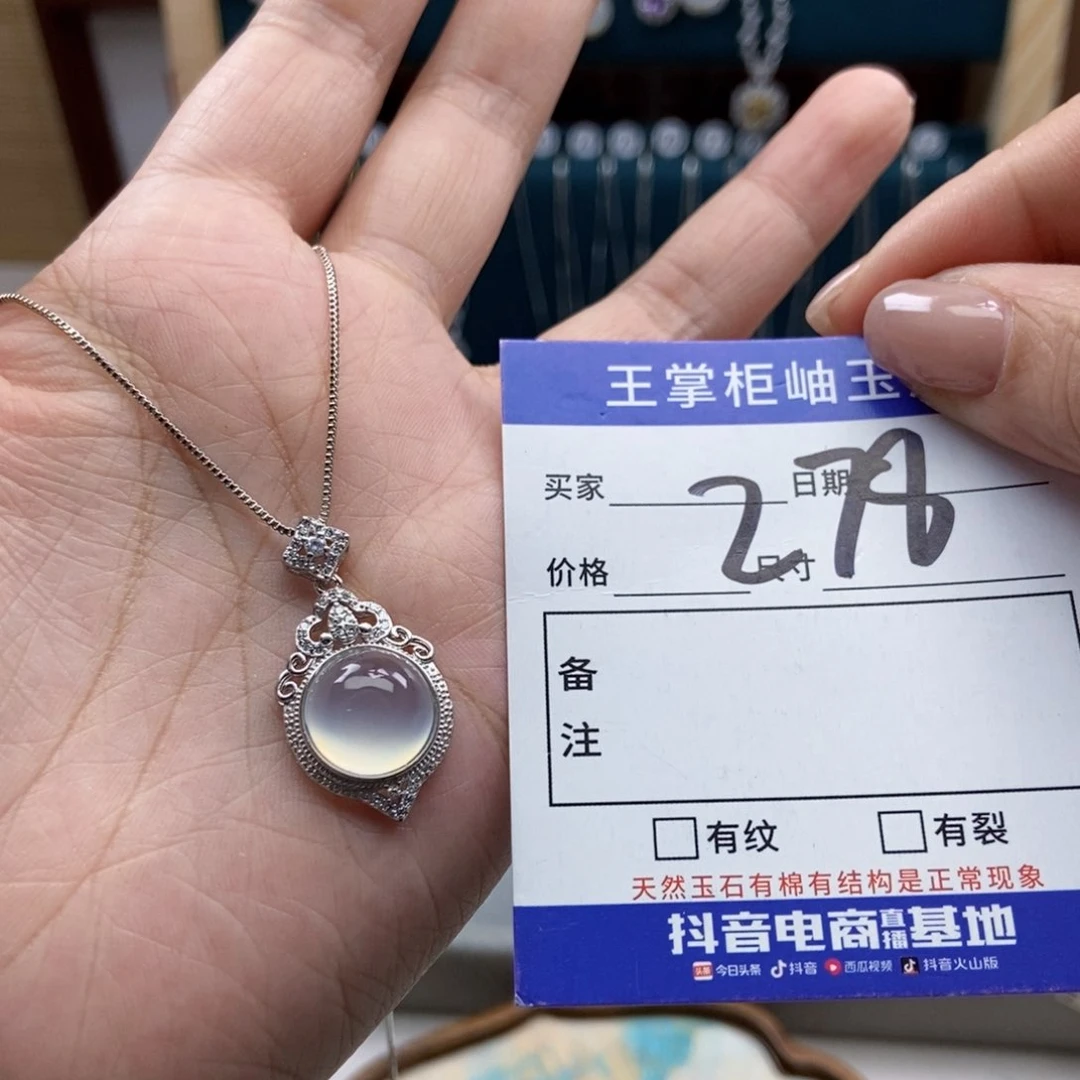 王掌柜岫玉
买家 日期
278
价格 尺寸
备
注
有纹 有裂
天然玉石有棉有结构是正常现象
抖音电商直播基地
头条 今日头条 抖音 西瓜视频 抖音火山版